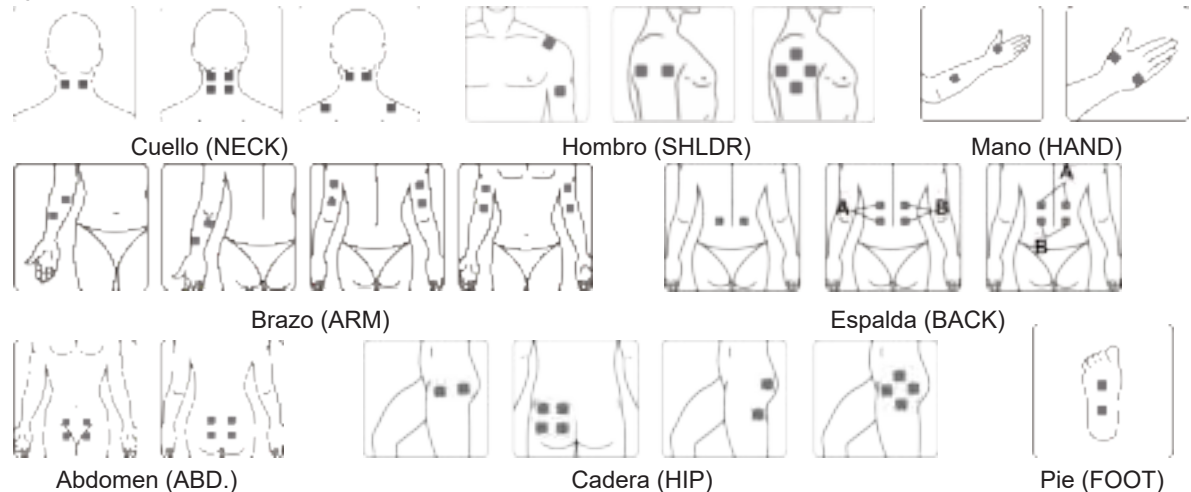 Cuello (NECK)
Hombro (SHLDR)
Mano (HAND)
A B
A
B
Brazo (ARM)
Espalda (BACK)
Abdomen (ABD.)
Cadera (HIP)
Pie (FOOT)